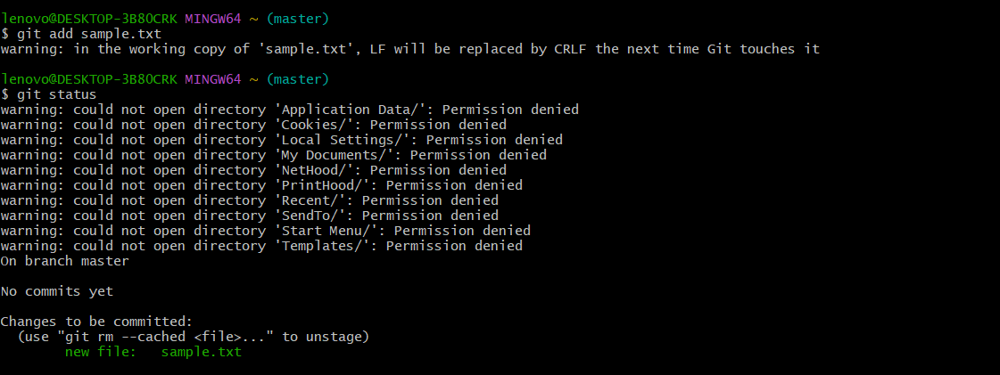 lenovo@DESKTOP-3B8OCRK MINGW64 ~ (master)
$ git add sample.txt
warning: in the working copy of 'sample.txt', LF will be replaced by CRLF the next time Git touches it
lenovo@DESKTOP-3B8OCRK MINGW64 ~ (master)
$ git status
warning: could not open directory 'Application Data/': Permission denied
warning: could not open directory 'Cookies/': Permission denied
warning: could not open directory 'Local Settings/': Permission denied
warning: could not open directory 'My Documents/': Permission denied
warning: could not open directory 'NetHood/': Permission denied
warning: could not open directory 'PrintHood/': Permission denied
warning: could not open directory 'Recent/': Permission denied
warning: could not open directory 'SendTo/': Permission denied
warning: could not open directory 'Start Menu/': Permission denied
warning: could not open directory 'Templates/': Permission denied
On branch master
No commits yet
Changes to be committed:
  (use "git rm --cached <file>..." to unstage)
        new file:   sample.txt